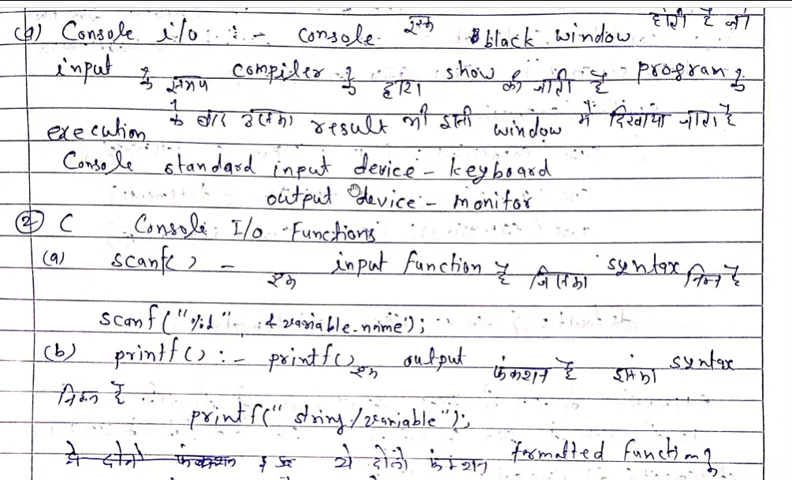 (a) Console i/o :- console एक black window होती है जो
input के समय compiler के द्वारा show की जाती है program के
execution के बाद उसका result भी इसी window में दिखाया जाता है
Console standard input device - keyboard
output device - monitor
② C Console I/o Functions
(a) scanf() - एक input function है जिसका syntax निम्न है
scanf("%d" &variable.name");
(b) printf() :- printf() एक output फंक्शन है इसका syntax
निम्न है
printf("string/variable");
ये दोनो फंक्शन formatted function